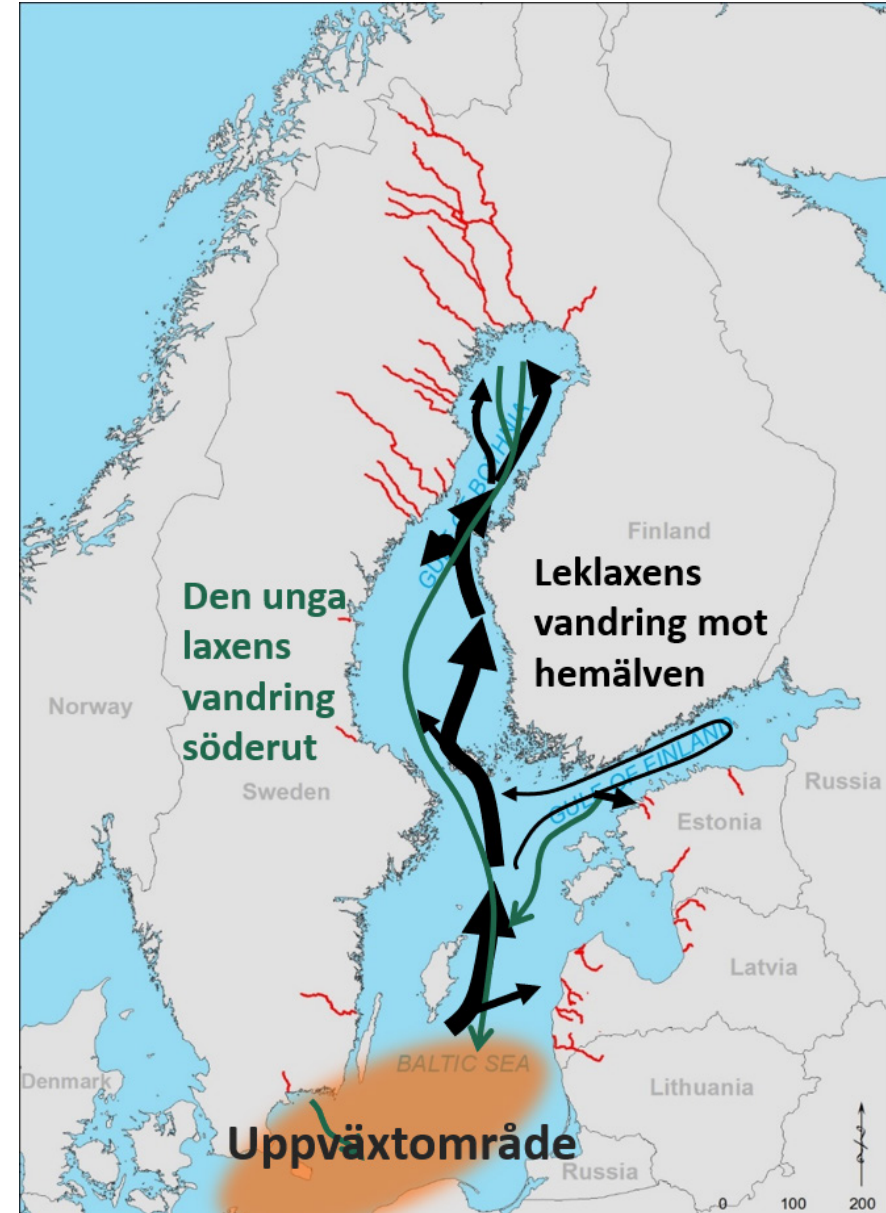 GULF OF BOTHNIA
Finland
Leklaxens
vandring mot
hemälven
Den unga
laxens
vandring
söderut
Norway
Sweden
GULF OF FINLAND
Russia
Estonia
Latvia
BALTIC SEA
Denmark
Lithuania
Uppväxtområde
Russia
0 100 200